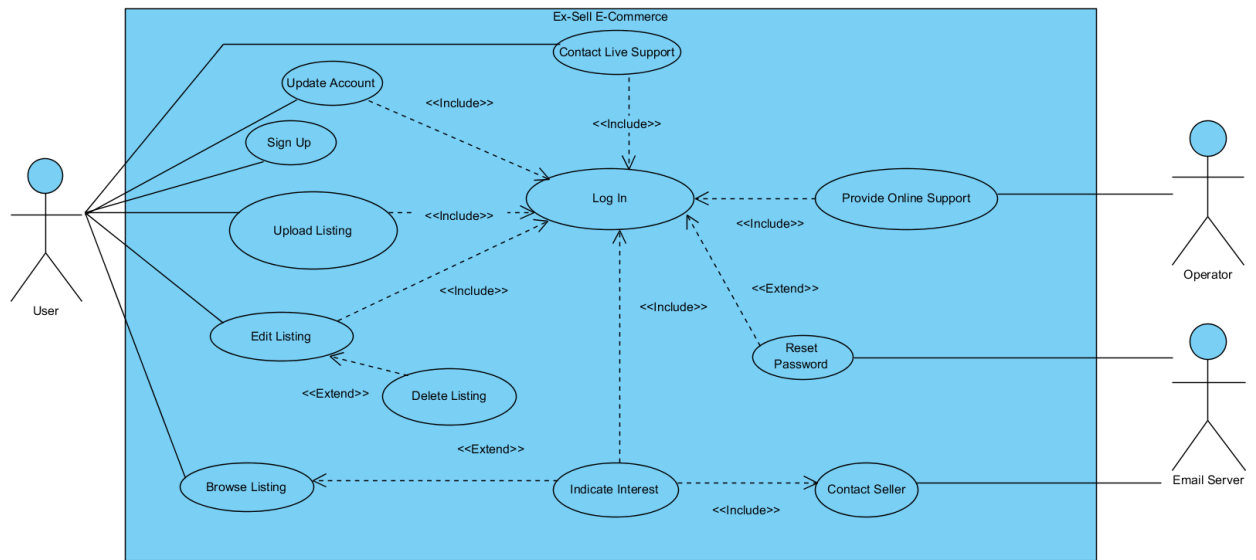 Ex-Sell E-Commerce
Contact Live Support
Update Account
<<Include>>
<<Include>>
Sign Up
Log In
Provide Online Support
Upload Listing
<<Include>>
<<Include>>
Operator
User
<<Include>>
<<Extend>>
<<Include>>
Edit Listing
Reset
Password
<<Extend>>
Delete Listing
<<Extend>>
Browse Listing
Indicate Interest
Contact Seller
Email Server
<<Include>>